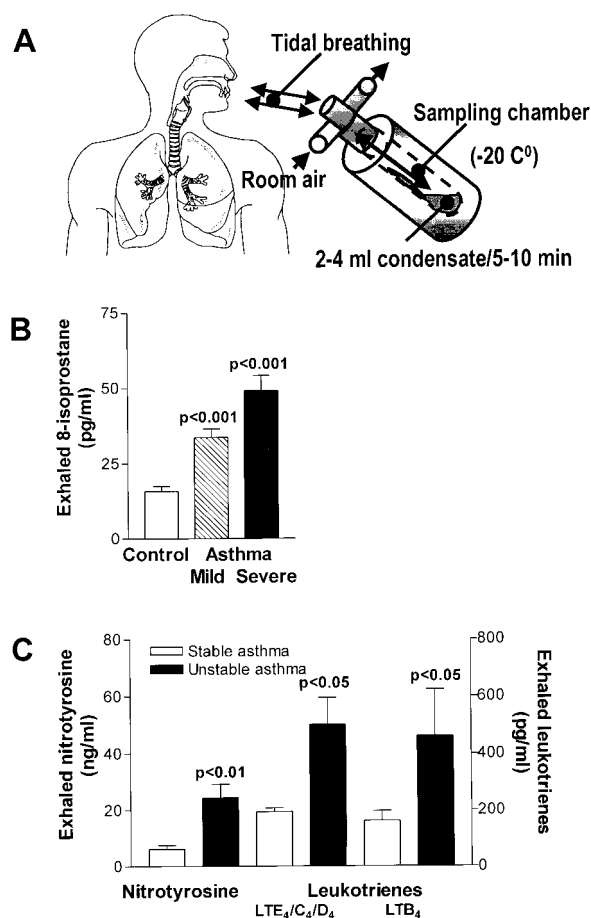 A
Tidal breathing
Sampling chamber
(-20 C⁰)
Room air
2-4 ml condensate/5-10 min
B
Exhaled 8-isoprostane
(pg/ml)
75
50
25
0
p<0.001
p<0.001
Control Asthma
Mild Severe
C
Exhaled nitrotyrosine
(ng/ml)
80
60
40
20
0
Stable asthma
Unstable asthma
p<0.01
p<0.05
p<0.05
800
600
400
200
0
Exhaled leukotrienes
(pg/ml)
Nitrotyrosine Leukotrienes
LTE₄/C₄/D₄ LTB₄